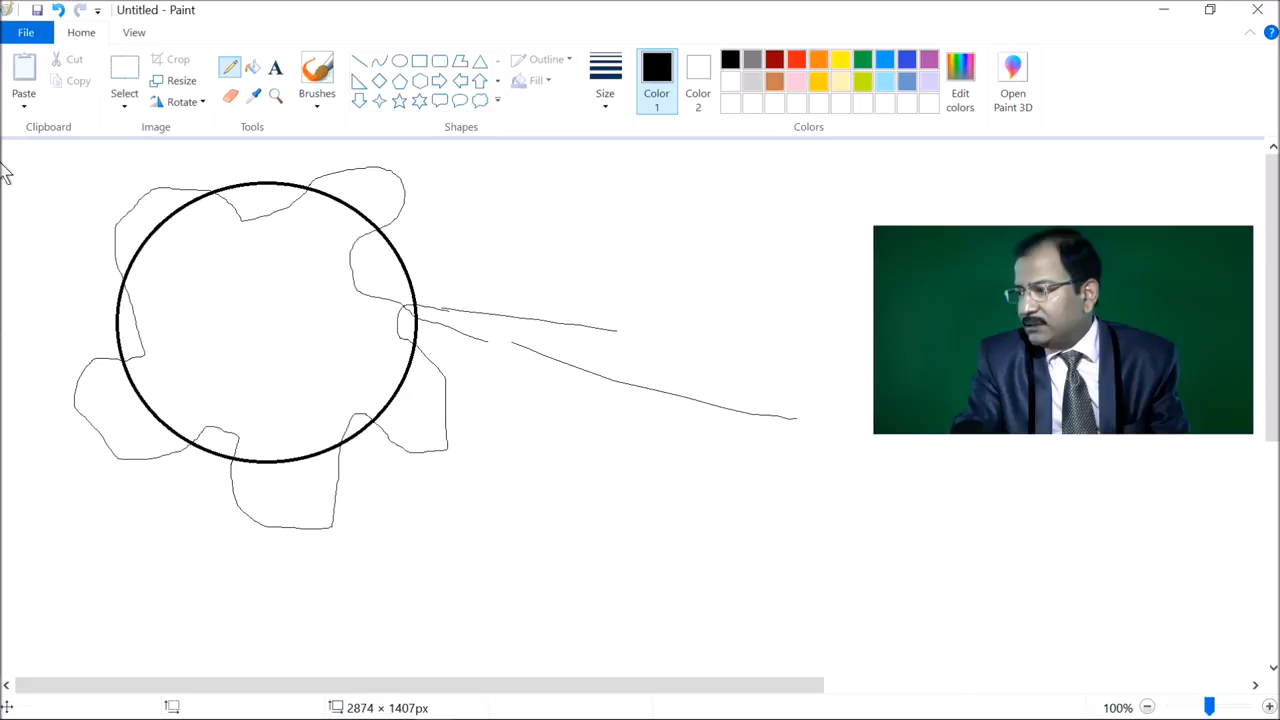 Untitled - Paint
File
Home
View
Paste
Cut
Copy
Clipboard
Select
Crop
Resize
Rotate
Image
Tools
Brushes
Shapes
Outline
Fill
Size
Color 1
Color 2
Colors
Edit colors
Open Paint 3D
2874 × 1407px
100%